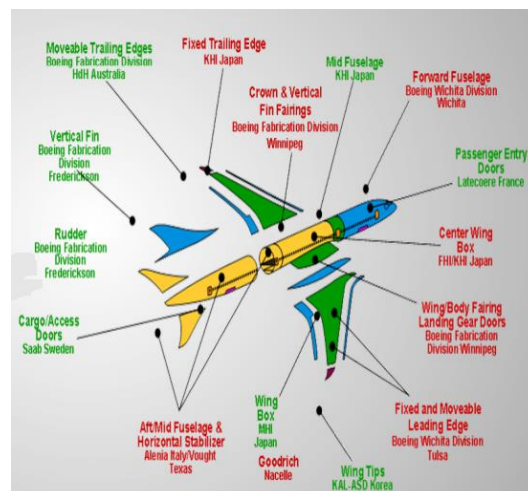 Moveable Trailing Edges
Boeing Fabrication Division
HdH Australia
Fixed Trailing Edge
KHI Japan
Mid Fuselage
KHI Japan
Forward Fuselage
Boeing Wichita Division
Wichita
Crown & Vertical
Fin Fairings
Boeing Fabrication Division
Winnipeg
Vertical Fin
Boeing Fabrication
Division
Frederickson
Passenger Entry
Doors
Latecoere France
Rudder
Boeing Fabrication
Division
Frederickson
Center Wing
Box
FHI/KHI Japan
Cargo/Access
Doors
Saab Sweden
Wing/Body Fairing
Landing Gear Doors
Boeing Fabrication
Division Winnipeg
Aft/Mid Fuselage &
Horizontal Stabilizer
Alenia Italy/Vought
Texas
Wing
Box
MHI
Japan
Goodrich
Nacelle
Fixed and Moveable
Leading Edge
Boeing Wichita Division
Tulsa
Wing Tips
KAL-ASD Korea